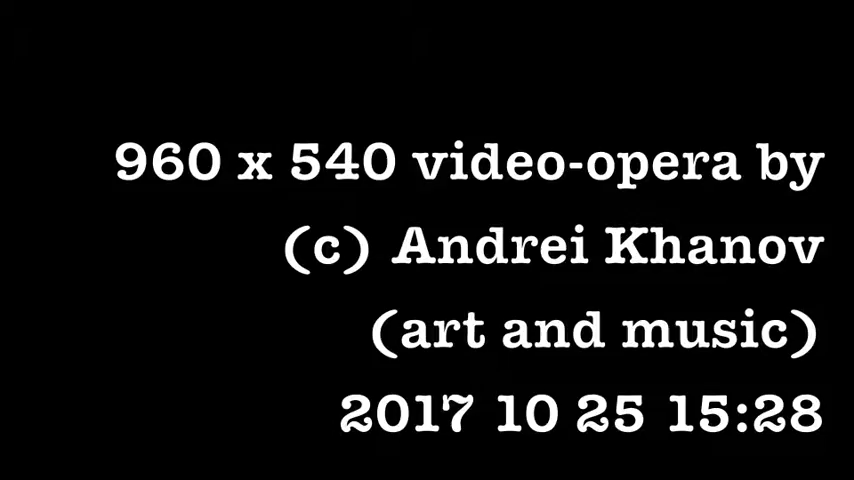 960 x 540 video-opera by
(c) Andrei Khanov
(art and music)
2017 10 25 15:28